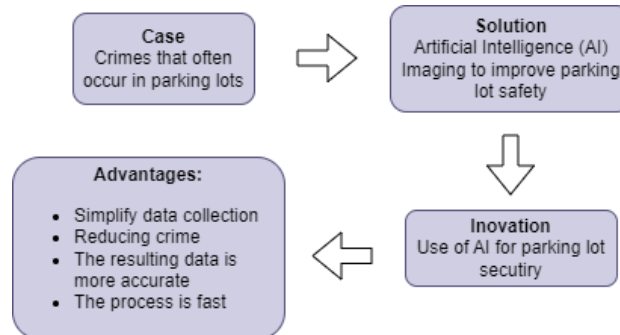 Case
Crimes that often
occur in parking lots
Solution
Artificial Intelligence (AI)
Imaging to improve parking
lot safety
Inovation
Use of AI for parking lot
secutiry
Advantages:
• Simplify data collection
• Reducing crime
• The resulting data is
more accurate
• The process is fast